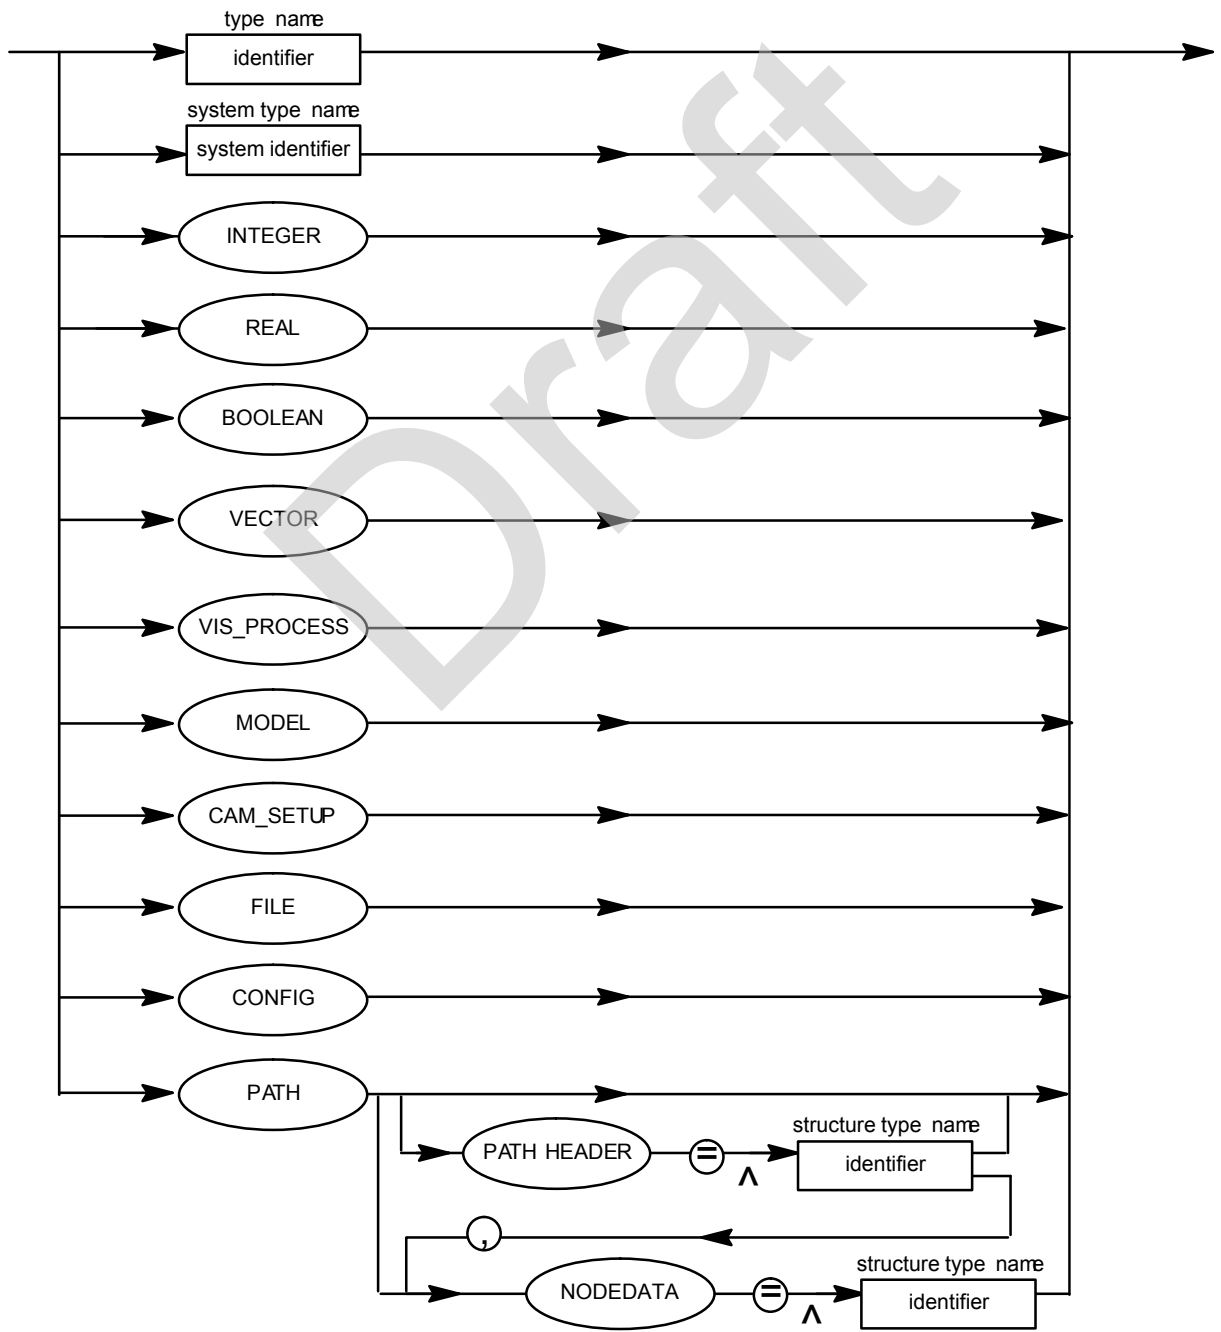 type name
identifier
system type name
system identifier
INTEGER
REAL
BOOLEAN
VECTOR
VIS_PROCESS
MODEL
CAM_SETUP
FILE
CONFIG
PATH
PATH HEADER = ^ structure type name
identifier
,
NODEDATA = ^ structure type name
identifier
Draft